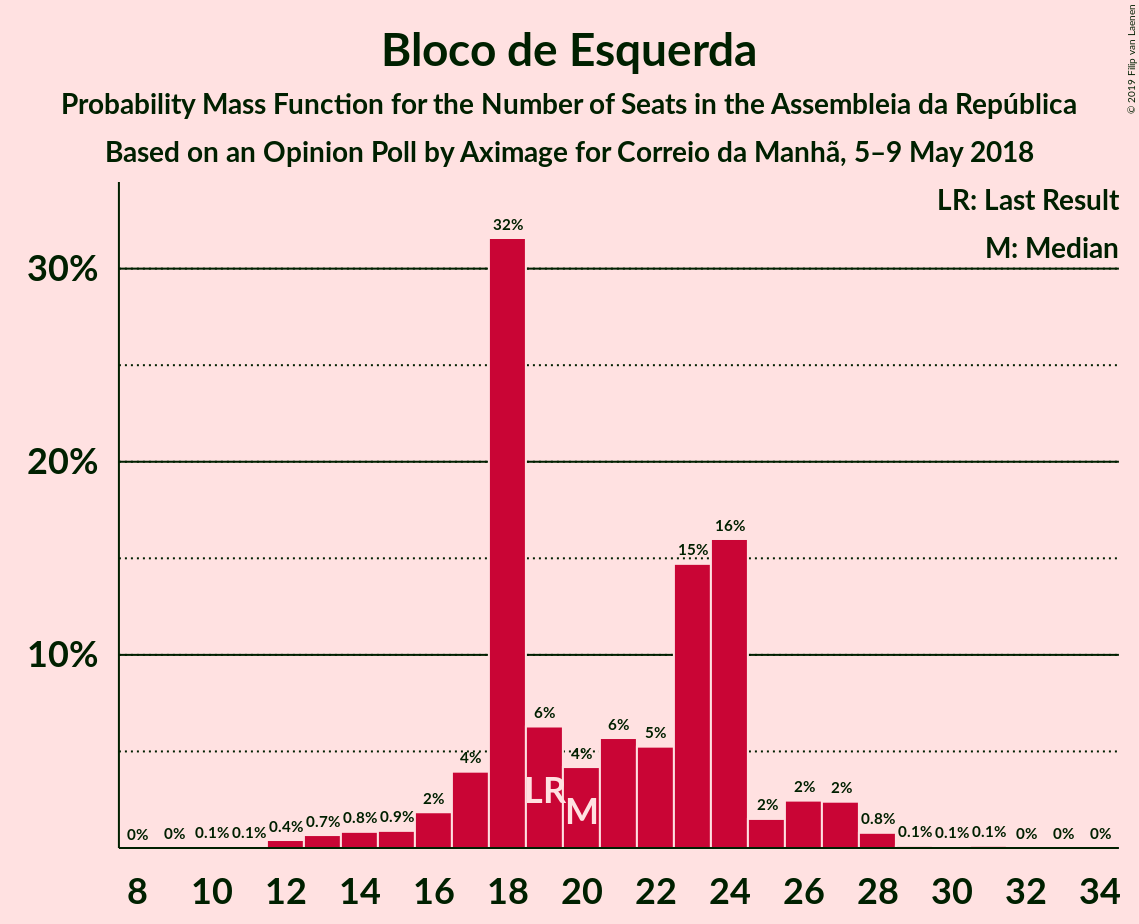 Bloco de Esquerda
Probability Mass Function for the Number of Seats in the Assembleia da República
Based on an Opinion Poll by Aximage for Correio da Manhã, 5–9 May 2018
© 2019 Filip van Laenen
LR: Last Result
M: Median
30%
20%
10%
0% 0% 0.1% 0.1% 0.4% 0.7% 0.8% 0.9% 2% 4% 32% 6% 4% 6% 5% 15% 16% 2% 2% 2% 0.8% 0.1% 0.1% 0.1% 0% 0% 0%
LR
M
8 10 12 14 16 18 20 22 24 26 28 30 32 34